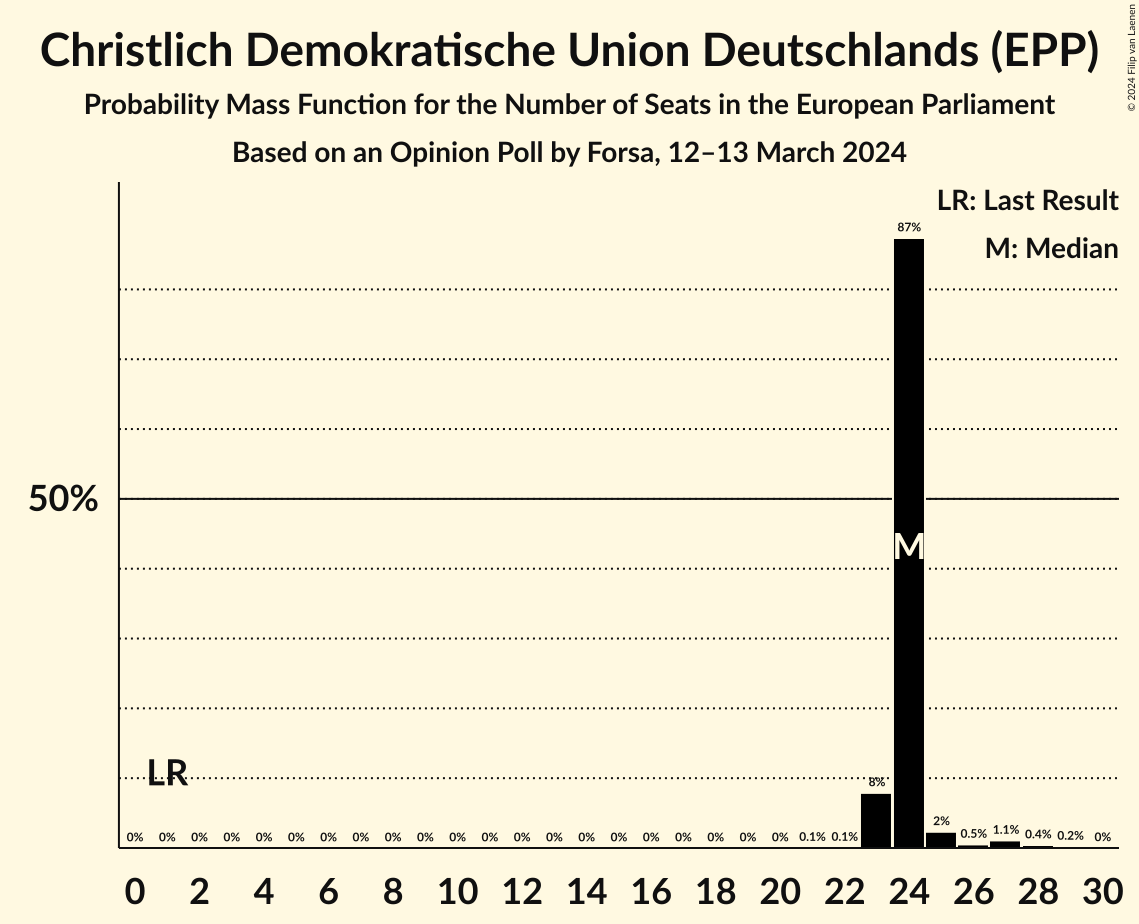 Christlich Demokratische Union Deutschlands (EPP)
Probability Mass Function for the Number of Seats in the European Parliament
Based on an Opinion Poll by Forsa, 12–13 March 2024
© 2024 Filip van Laenen
LR: Last Result
M: Median
87%
50%
M
LR
8%
0% 0% 0% 0% 0% 0% 0% 0% 0% 0% 0% 0% 0% 0% 0% 0% 0% 0% 0% 0% 0% 0.1% 0.1% 2% 0.5% 1.1% 0.4% 0.2% 0%
0 2 4 6 8 10 12 14 16 18 20 22 24 26 28 30